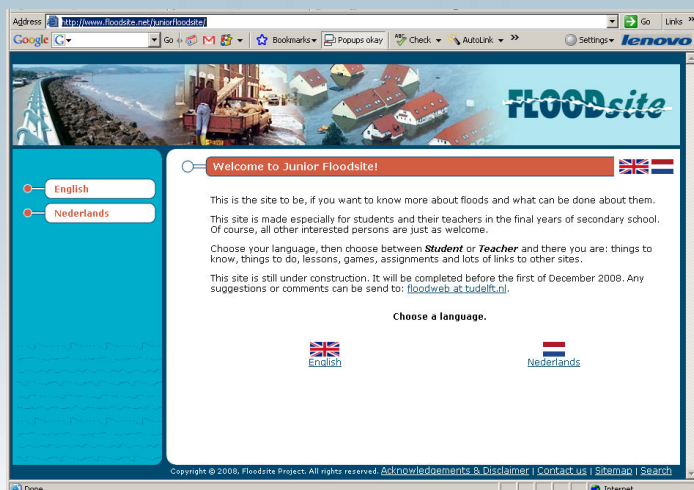 Address http://www.floodsite.net/juniorfloodsite/ Go Links »
Google G Go Bookmarks Popups okay ABC Check AutoLink » Settings lenovo
FLOODsite
Welcome to Junior Floodsite!
English
Nederlands
This is the site to be, if you want to know more about floods and what can be done about them.
This site is made especially for students and their teachers in the final years of secondary school.
Of course, all other interested persons are just as welcome.
Choose your language, then choose between Student or Teacher and there you are: things to
know, things to do, lessons, games, assignments and lots of links to other sites.
This site is still under construction. It will be completed before the first of December 2008. Any
suggestions or comments can be send to: floodweb at tudelft.nl.
Choose a language.
English Nederlands
Copyright © 2008, Floodsite Project. All rights reserved. Acknowledgements & Disclaimer | Contact us | Sitemap | Search
Done Internet